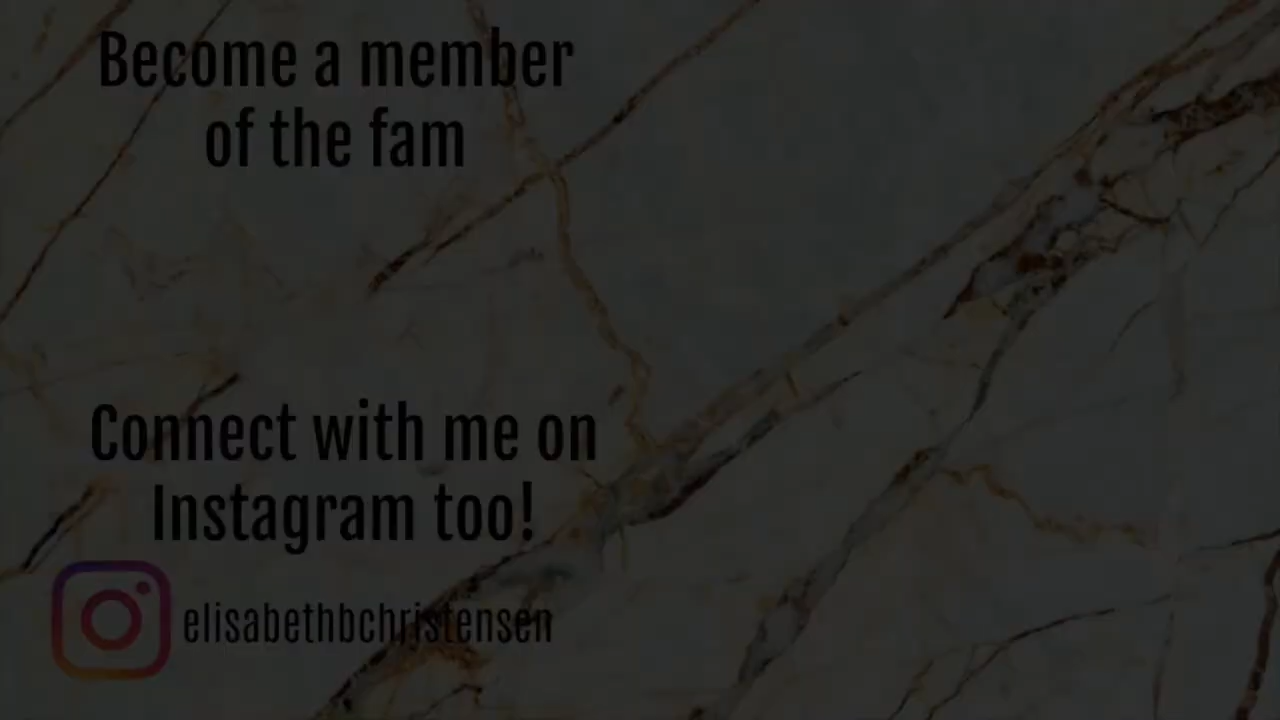 Become a member
of the fam
Connect with me on
Instagram too!
elisabethbchristensen